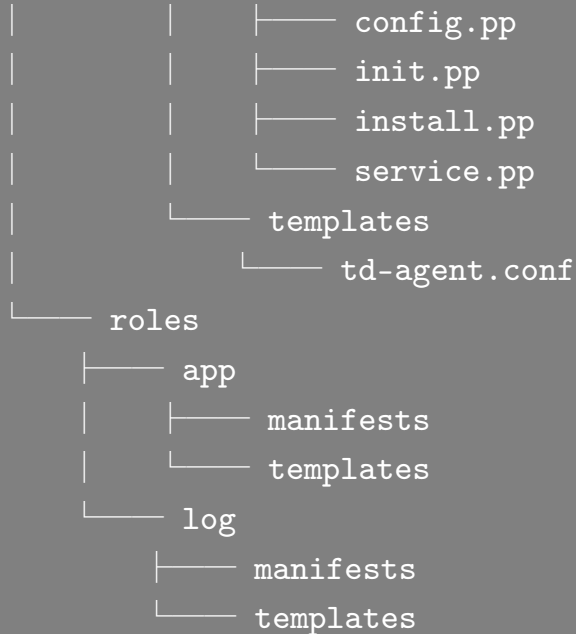 │       │   ├── config.pp
│       │   ├── init.pp
│       │   ├── install.pp
│       │   └── service.pp
│       └── templates
│           └── td-agent.conf
└── roles
    ├── app
    │   ├── manifests
    │   └── templates
    └── log
        ├── manifests
        └── templates